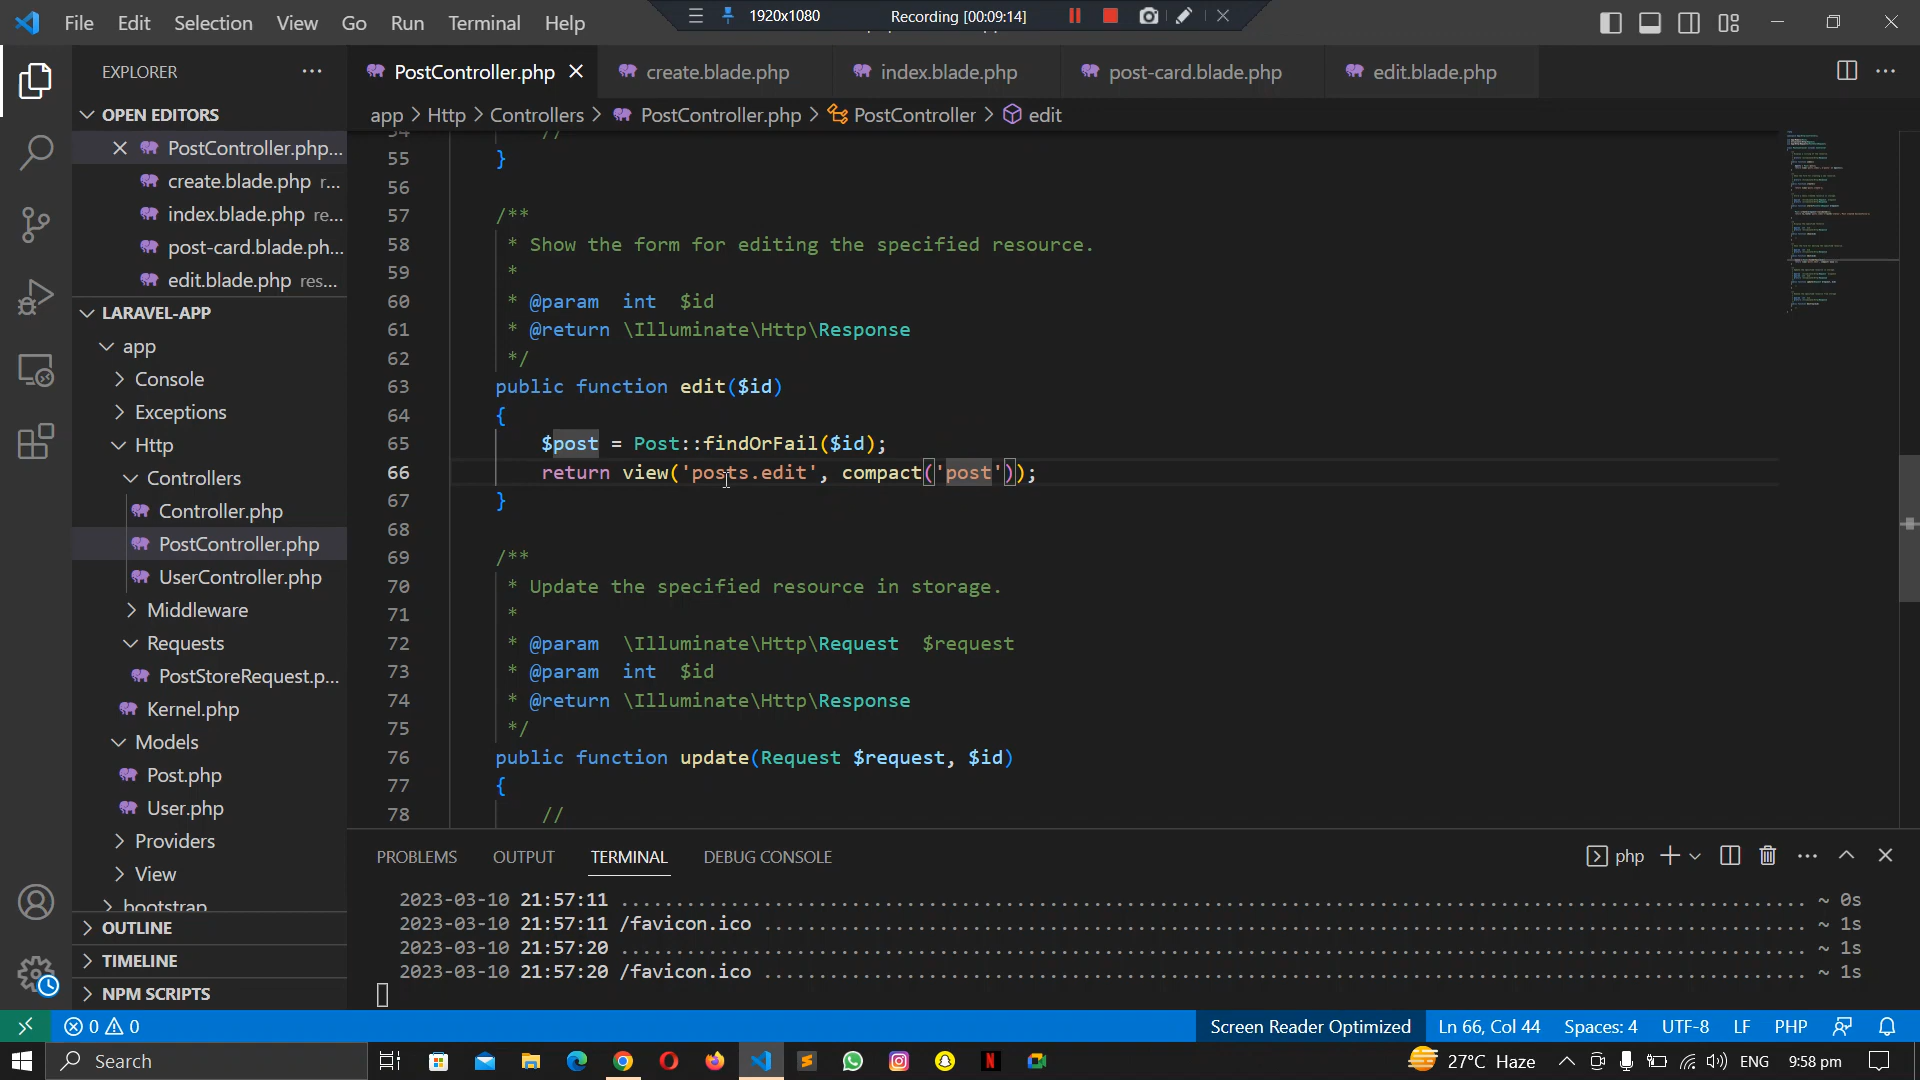 File Edit Selection View Go Run Terminal Help
1920x1080 Recording [00:09:14]
EXPLORER
PostController.php create.blade.php index.blade.php post-card.blade.php edit.blade.php
app > Http > Controllers > PostController.php > PostController > edit
OPEN EDITORS
PostController.php...
create.blade.php r...
index.blade.php re...
post-card.blade.ph...
edit.blade.php res...
LARAVEL-APP
app
Console
Exceptions
Http
Controllers
Controller.php
PostController.php
UserController.php
Middleware
Requests
PostStoreRequest.p...
Kernel.php
Models
Post.php
User.php
Providers
View
bootstrap
OUTLINE
TIMELINE
NPM SCRIPTS
54 //
55 }
56
57 /**
58 * Show the form for editing the specified resource.
59 *
60 * @param int $id
61 * @return \Illuminate\Http\Response
62 */
63 public function edit($id)
64 {
65 $post = Post::findOrFail($id);
66 return view('posts.edit', compact('post'));
67 }
68
69 /**
70 * Update the specified resource in storage.
71 *
72 * @param \Illuminate\Http\Request $request
73 * @param int $id
74 * @return \Illuminate\Http\Response
75 */
76 public function update(Request $request, $id)
77 {
78 //
PROBLEMS OUTPUT TERMINAL DEBUG CONSOLE php
2023-03-10 21:57:11 ~ 0s
2023-03-10 21:57:11 /favicon.ico ~ 1s
2023-03-10 21:57:20 ~ 1s
2023-03-10 21:57:20 /favicon.ico ~ 1s
0 0 Screen Reader Optimized Ln 66, Col 44 Spaces: 4 UTF-8 LF PHP
Search 27°C Haze ENG 9:58 pm